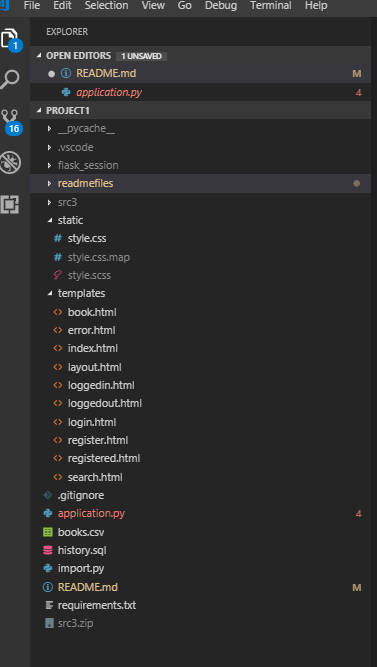 File Edit Selection View Go Debug Terminal Help
EXPLORER
1
OPEN EDITORS 1 UNSAVED
README.md M
application.py 4
PROJECT1
16
__pycache__
.vscode
flask_session
readmefiles
src3
static
style.css
style.css.map
style.scss
templates
book.html
error.html
index.html
layout.html
loggedin.html
loggedout.html
login.html
register.html
registered.html
search.html
.gitignore
application.py 4
books.csv
history.sql
import.py
README.md M
requirements.txt
src3.zip